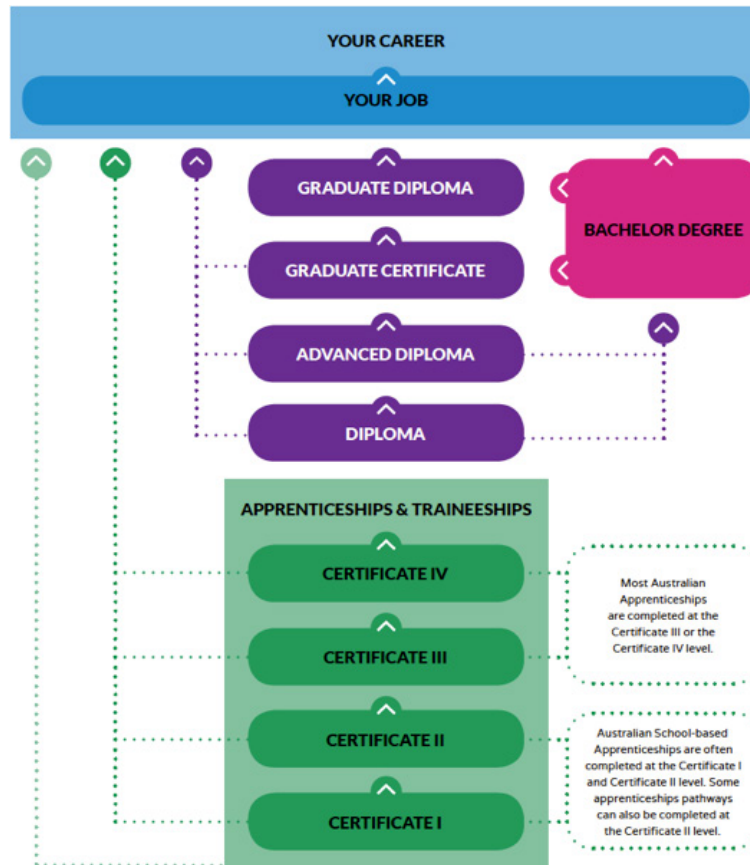 YOUR CAREER
YOUR JOB
GRADUATE DIPLOMA
BACHELOR DEGREE
GRADUATE CERTIFICATE
ADVANCED DIPLOMA
DIPLOMA
APPRENTICESHIPS & TRAINEESHIPS
CERTIFICATE IV
Most Australian
Apprenticeships
are completed at the
Certificate III or the
Certificate IV level.
CERTIFICATE III
CERTIFICATE II
Australian School-based
Apprenticeships are often
completed at the Certificate I
and Certificate II level. Some
apprenticeships pathways
can also be completed at
the Certificate II level.
CERTIFICATE I